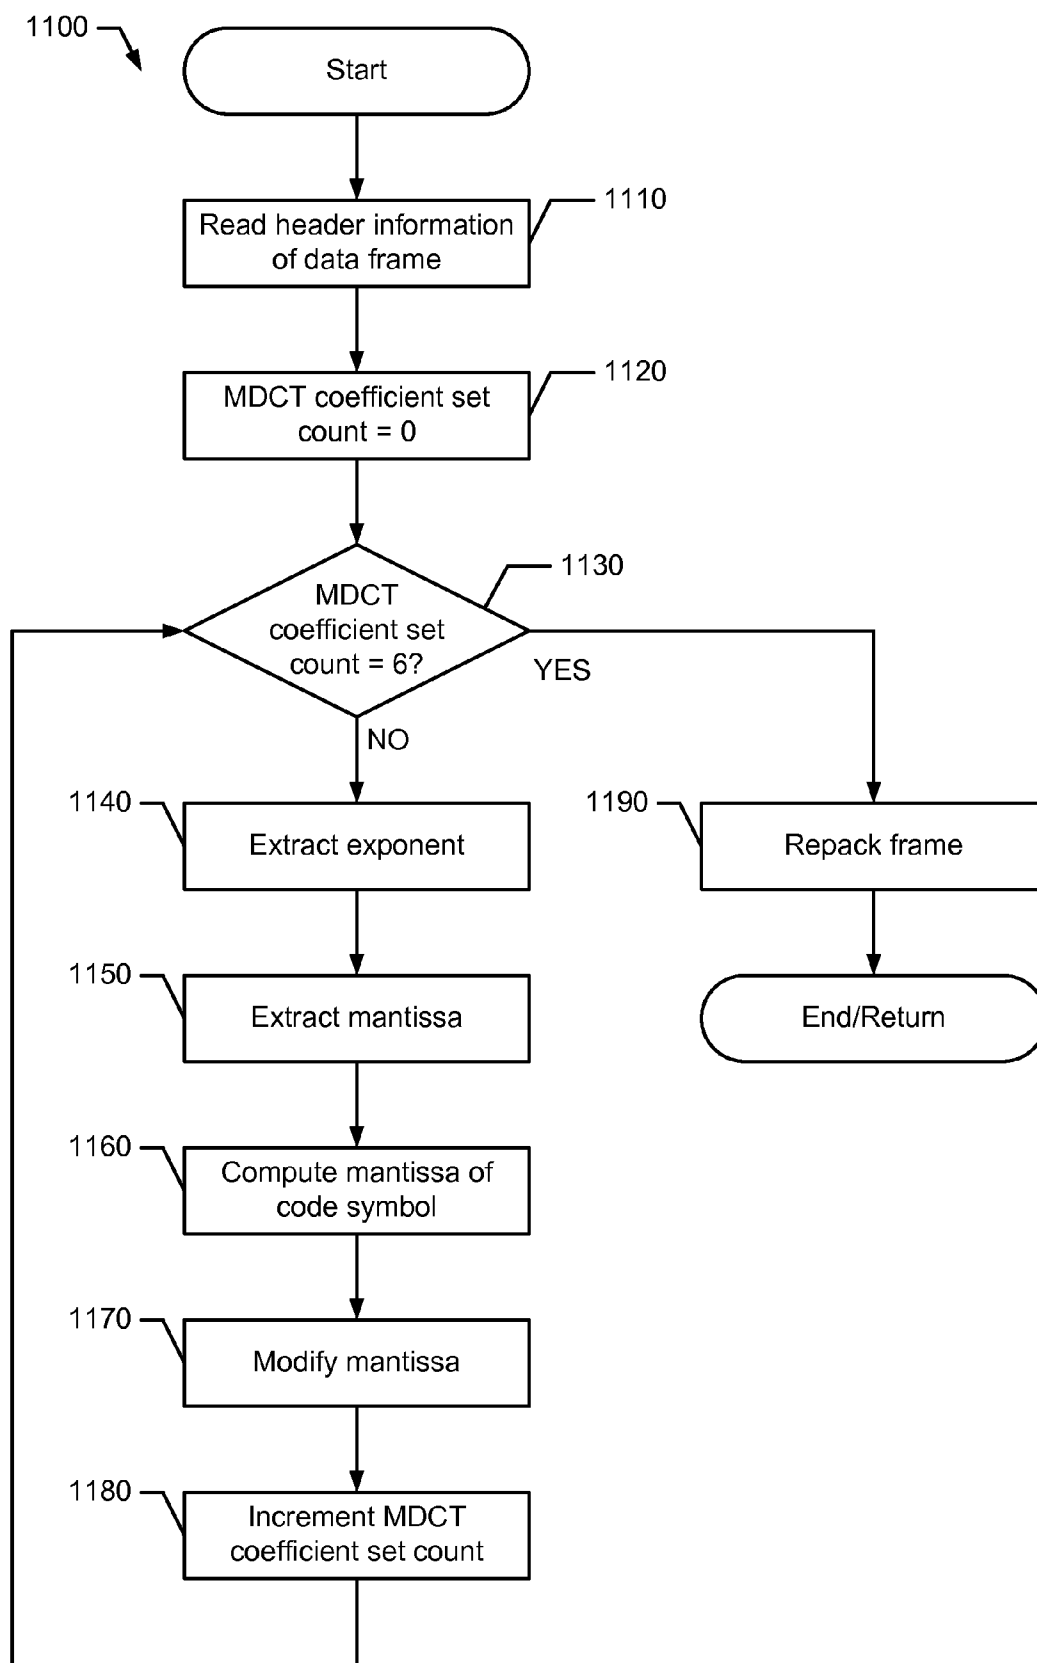 1100
Start
1110
Read header information
of data frame
1120
MDCT coefficient set
count = 0
1130
MDCT
coefficient set
count = 6?
YES
NO
1140
Extract exponent
1190
Repack frame
1150
Extract mantissa
End/Return
1160
Compute mantissa of
code symbol
1170
Modify mantissa
1180
Increment MDCT
coefficient set count